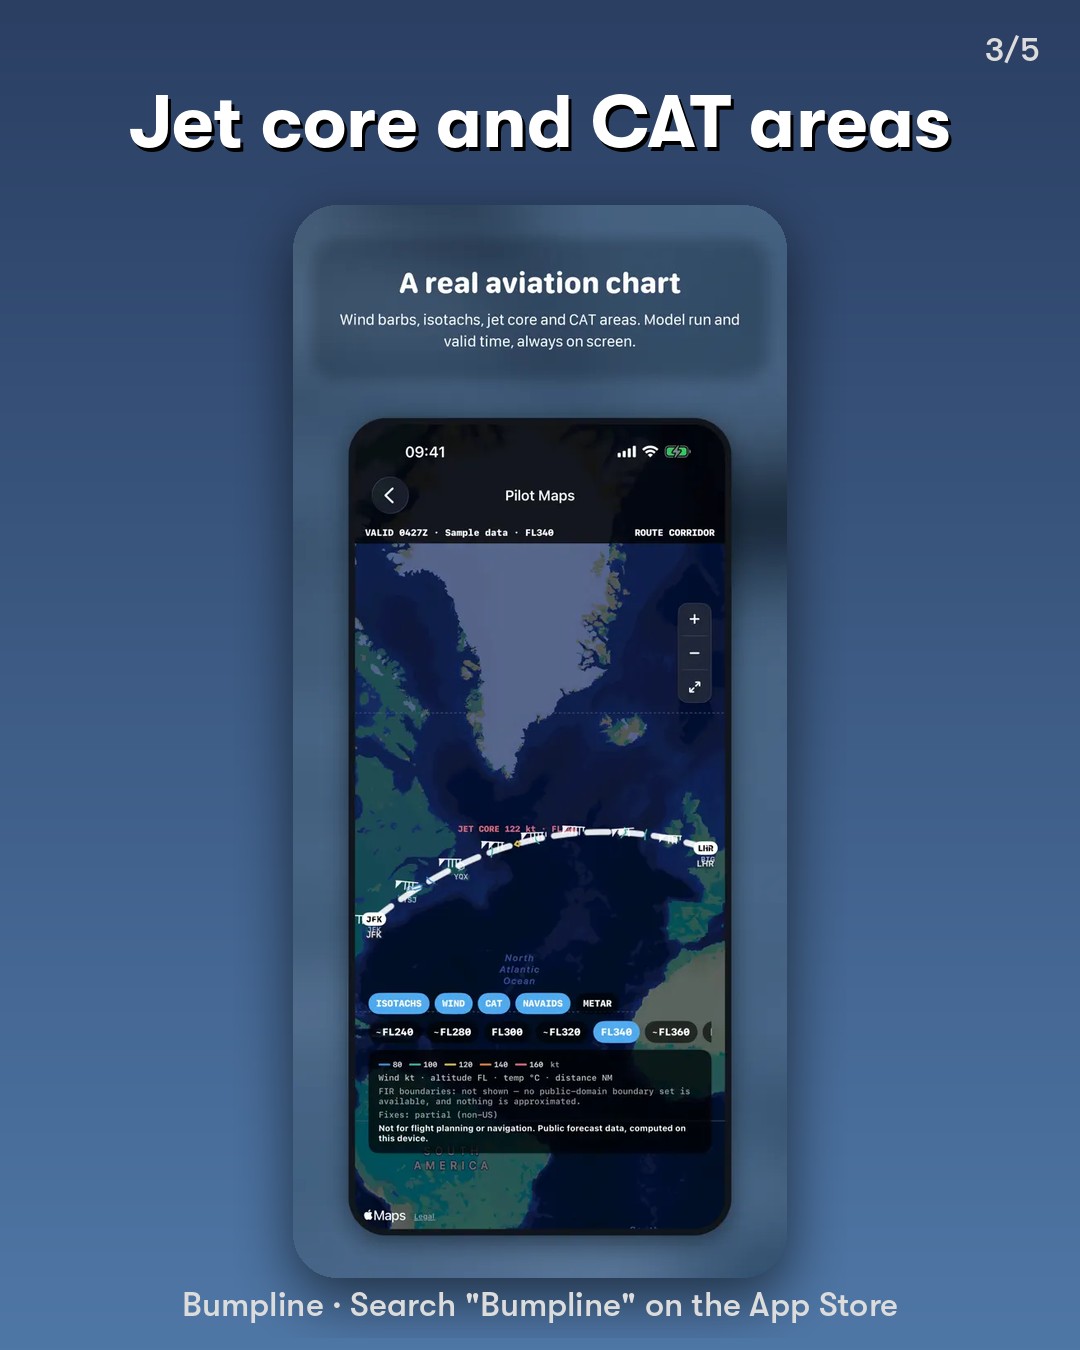 3/5
Jet core and CAT areas
A real aviation chart
Wind barbs, isotachs, jet core and CAT areas. Model run and
valid time, always on screen.
09:41
Pilot Maps
VALID 0427Z · Sample data · FL340
ROUTE CORRIDOR
+
−
JET CORE 122 kt · FL
LHR
LHR
YQX
YSJ
JFK
JFK
North
Atlantic
Ocean
ISOTACHS WIND CAT NAVAIDS METAR
~FL240 ~FL280 FL300 ~FL320 FL340 ~FL360
80 100 120 140 160 kt
Wind kt · altitude FL · temp °C · distance NM
FIR boundaries: not shown — no public-domain boundary set is
available, and nothing is approximated.
Fixes: partial (non-US)
Not for flight planning or navigation. Public forecast data, computed on
this device.
SOUTH
AMERICA
Maps Legal
Bumpline · Search "Bumpline" on the App Store